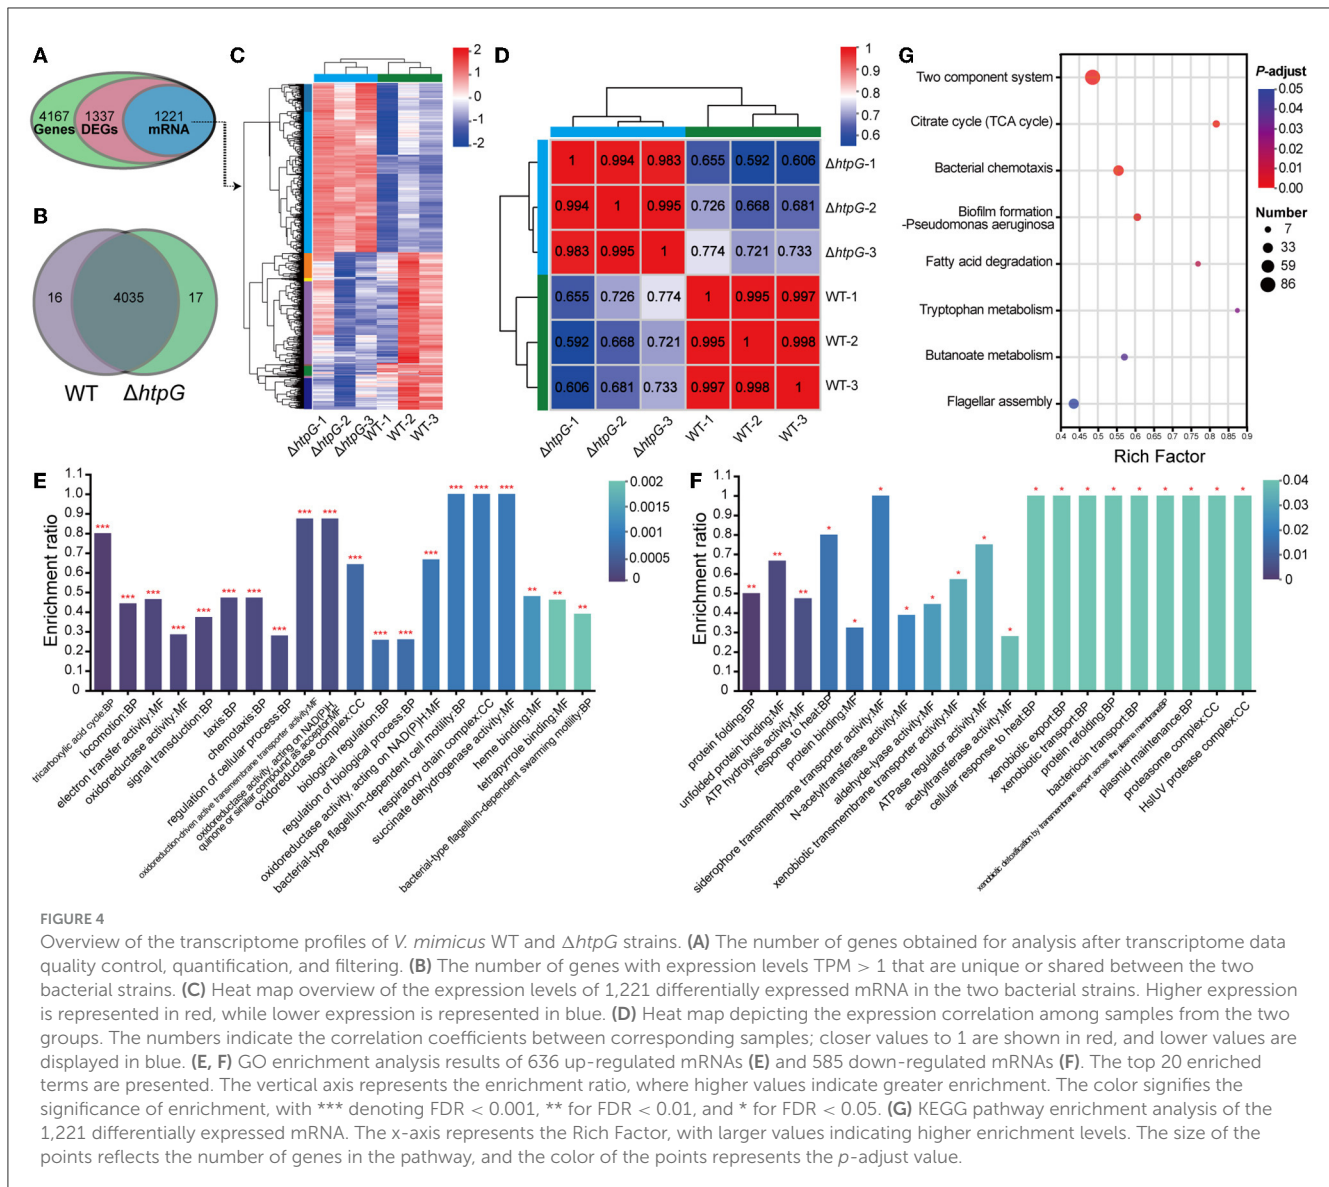 A
4167
Genes
1337
DEGs
1221
mRNA
B
16
4035
17
WT
ΔhtpG
C
2
1
0
-1
-2
ΔhtpG-1
ΔhtpG-2
ΔhtpG-3
WT-1
WT-2
WT-3
D
1
0.9
0.8
0.7
0.6
1 0.994 0.983 0.655 0.592 0.606 ΔhtpG-1
0.994 1 0.995 0.726 0.668 0.681 ΔhtpG-2
0.983 0.995 1 0.774 0.721 0.733 ΔhtpG-3
0.655 0.726 0.774 1 0.995 0.997 WT-1
0.592 0.668 0.721 0.995 1 0.998 WT-2
0.606 0.681 0.733 0.997 0.998 1 WT-3
ΔhtpG-1
ΔhtpG-2
ΔhtpG-3
WT-1
WT-2
WT-3
G
Two component system
Citrate cycle (TCA cycle)
Bacterial chemotaxis
Biofilm formation
-Pseudomonas aeruginosa
Fatty acid degradation
Tryptophan metabolism
Butanoate metabolism
Flagellar assembly
0.4 0.45 0.5 0.55 0.6 0.65 0.7 0.75 0.8 0.85 0.9
Rich Factor
P-adjust
0.05
0.04
0.03
0.02
0.01
0.00
Number
7
33
59
86
E
Enrichment ratio
1.1
1.0
0.9
0.8
0.7
0.6
0.5
0.4
0.3
0.2
0.1
0
*** *** *** *** *** *** *** *** *** *** *** *** *** *** *** *** *** ** ** **
0.002
0.0015
0.001
0.0005
0
tricarboxylic acid cycle:BP
locomotion:BP
electron transfer activity:MF
oxidoreductase activity:MF
signal transduction:BP
taxis:BP
chemotaxis:BP
regulation of cellular process:BP
oxidoreduction-driven active transmembrane transporter activity:MF
oxidoreductase activity, acting on NAD(P)H,
quinone or similar compound as acceptor:MF
oxidoreductase complex:CC
biological regulation:BP
regulation of biological process:BP
oxidoreductase activity, acting on NAD(P)H:MF
bacterial-type flagellum-dependent cell motility:BP
respiratory chain complex:CC
succinate dehydrogenase activity:MF
heme binding:MF
tetrapyrrole binding:MF
bacterial-type flagellum-dependent swarming motility:BP
F
Enrichment ratio
1.1
1.0
0.9
0.8
0.7
0.6
0.5
0.4
0.3
0.2
0.1
0
** ** ** * * * * * * * * * * * * * * * * *
0.04
0.03
0.02
0.01
0
protein folding:BP
unfolded protein binding:MF
ATP hydrolysis activity:MF
response to heat:BP
protein binding:MF
siderophore transmembrane transporter activity:MF
N-acetyltransferase activity:MF
aldehyde-lyase activity:MF
xenobiotic transmembrane transporter activity:MF
ATPase regulator activity:MF
acetyltransferase activity:MF
cellular response to heat:BP
xenobiotic export:BP
xenobiotic transport:BP
protein refolding:BP
bacteriocin transport:BP
xenobiotic detoxification by transmembrane export across the plasma membrane:BP
plasmid maintenance:BP
proteasome complex:CC
HslUV protease complex:CC
FIGURE 4
Overview of the transcriptome profiles of V. mimicus WT and ΔhtpG strains. (A) The number of genes obtained for analysis after transcriptome data
quality control, quantification, and filtering. (B) The number of genes with expression levels TPM > 1 that are unique or shared between the two
bacterial strains. (C) Heat map overview of the expression levels of 1,221 differentially expressed mRNA in the two bacterial strains. Higher expression
is represented in red, while lower expression is represented in blue. (D) Heat map depicting the expression correlation among samples from the two
groups. The numbers indicate the correlation coefficients between corresponding samples; closer values to 1 are shown in red, and lower values are
displayed in blue. (E, F) GO enrichment analysis results of 636 up-regulated mRNAs (E) and 585 down-regulated mRNAs (F). The top 20 enriched
terms are presented. The vertical axis represents the enrichment ratio, where higher values indicate greater enrichment. The color signifies the
significance of enrichment, with *** denoting FDR < 0.001, ** for FDR < 0.01, and * for FDR < 0.05. (G) KEGG pathway enrichment analysis of the
1,221 differentially expressed mRNA. The x-axis represents the Rich Factor, with larger values indicating higher enrichment levels. The size of the
points reflects the number of genes in the pathway, and the color of the points represents the p-adjust value.